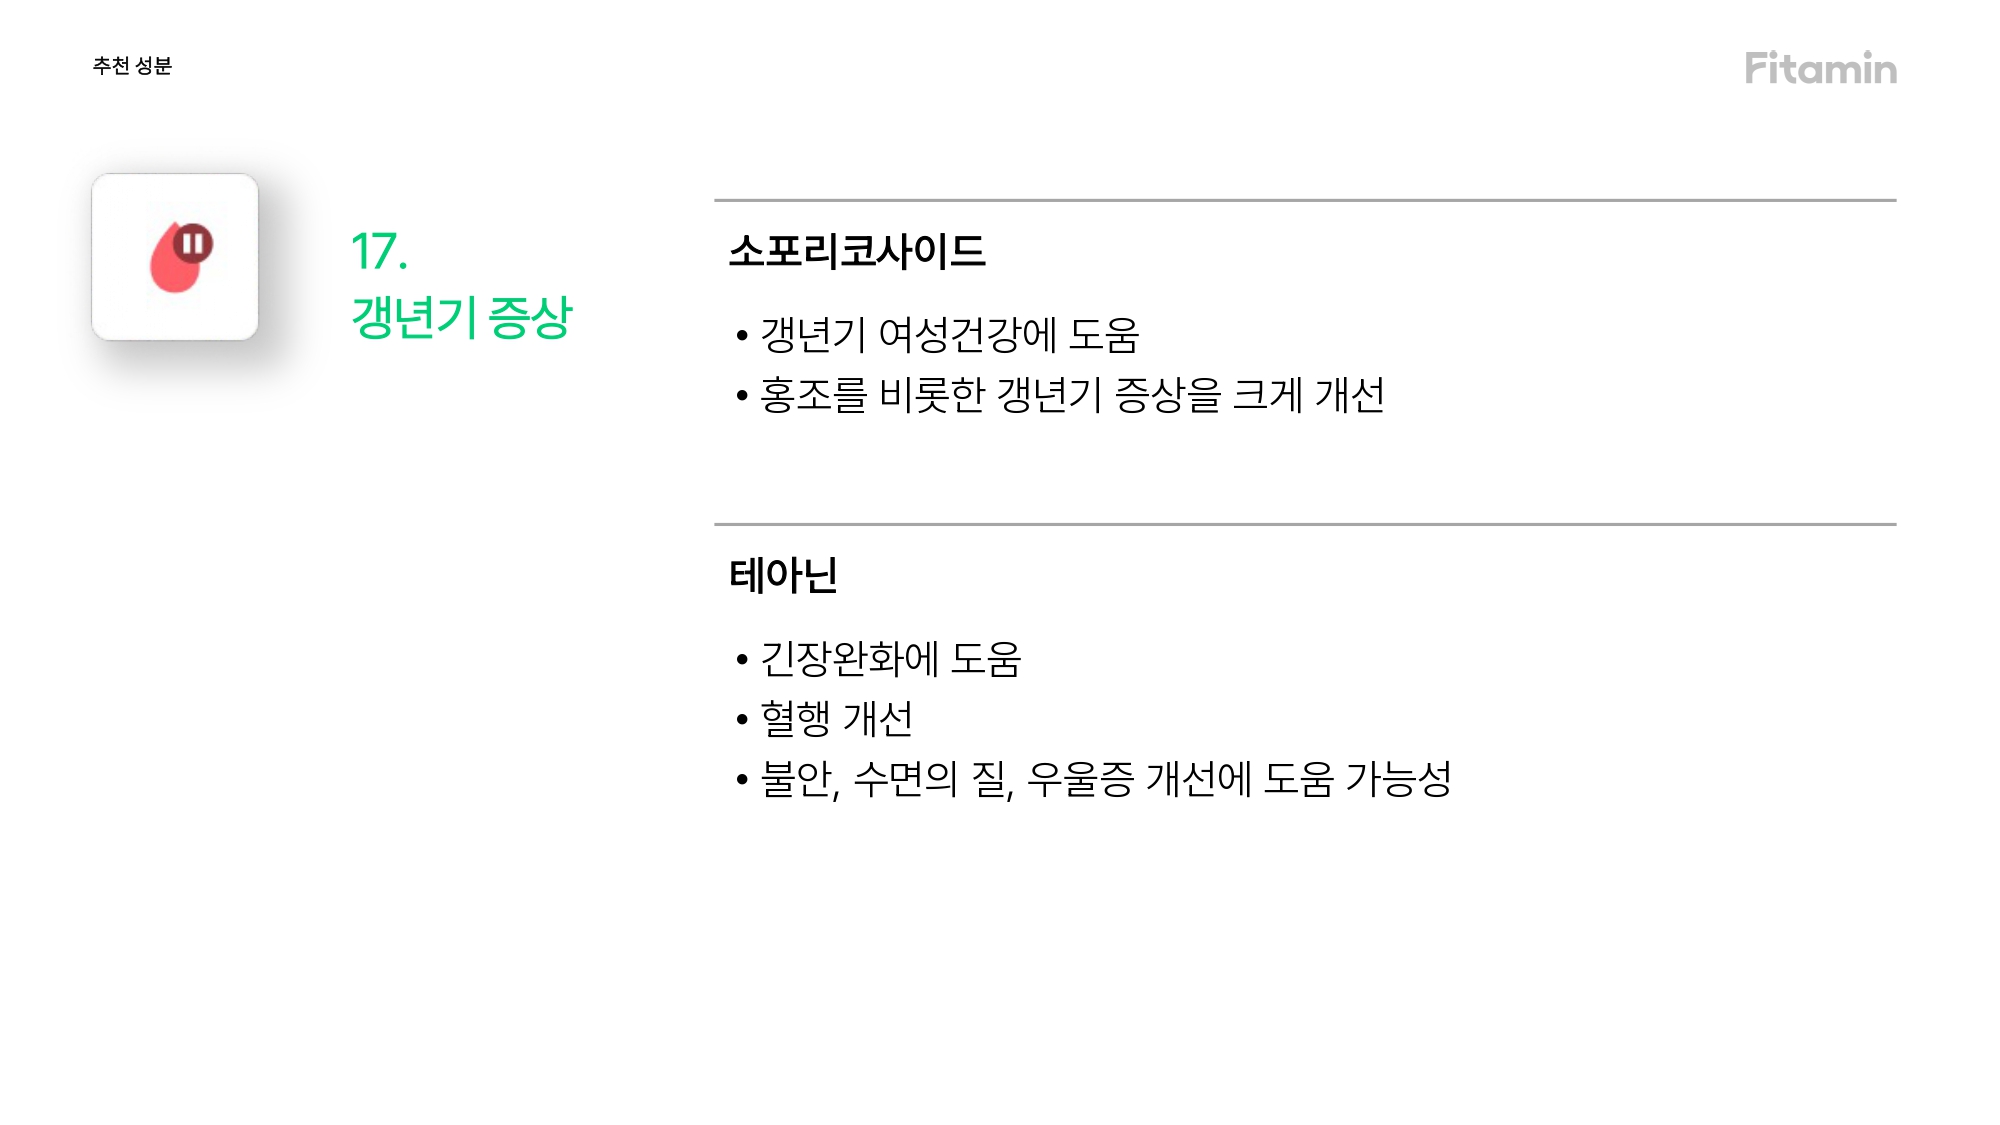 추천 성분
Fitamin
17.
갱년기 증상
소포리코사이드
• 갱년기 여성건강에 도움
• 홍조를 비롯한 갱년기 증상을 크게 개선
테아닌
• 긴장완화에 도움
• 혈행 개선
• 불안, 수면의 질, 우울증 개선에 도움 가능성